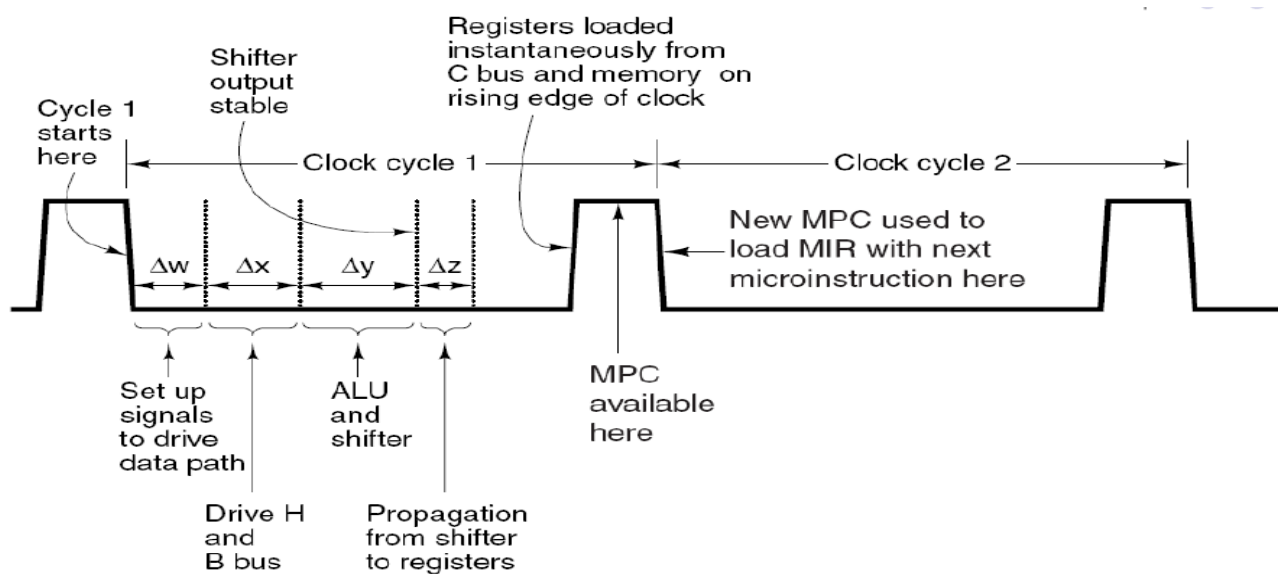 Registers loaded
instantaneously from
C bus and memory on
rising edge of clock
Shifter
output
stable
Cycle 1
starts
here
Clock cycle 1
Clock cycle 2
New MPC used to
load MIR with next
microinstruction here
Δw
Δx
Δy
Δz
Set up
signals
to drive
data path
ALU
and
shifter
MPC
available
here
Drive H
and
B bus
Propagation
from shifter
to registers